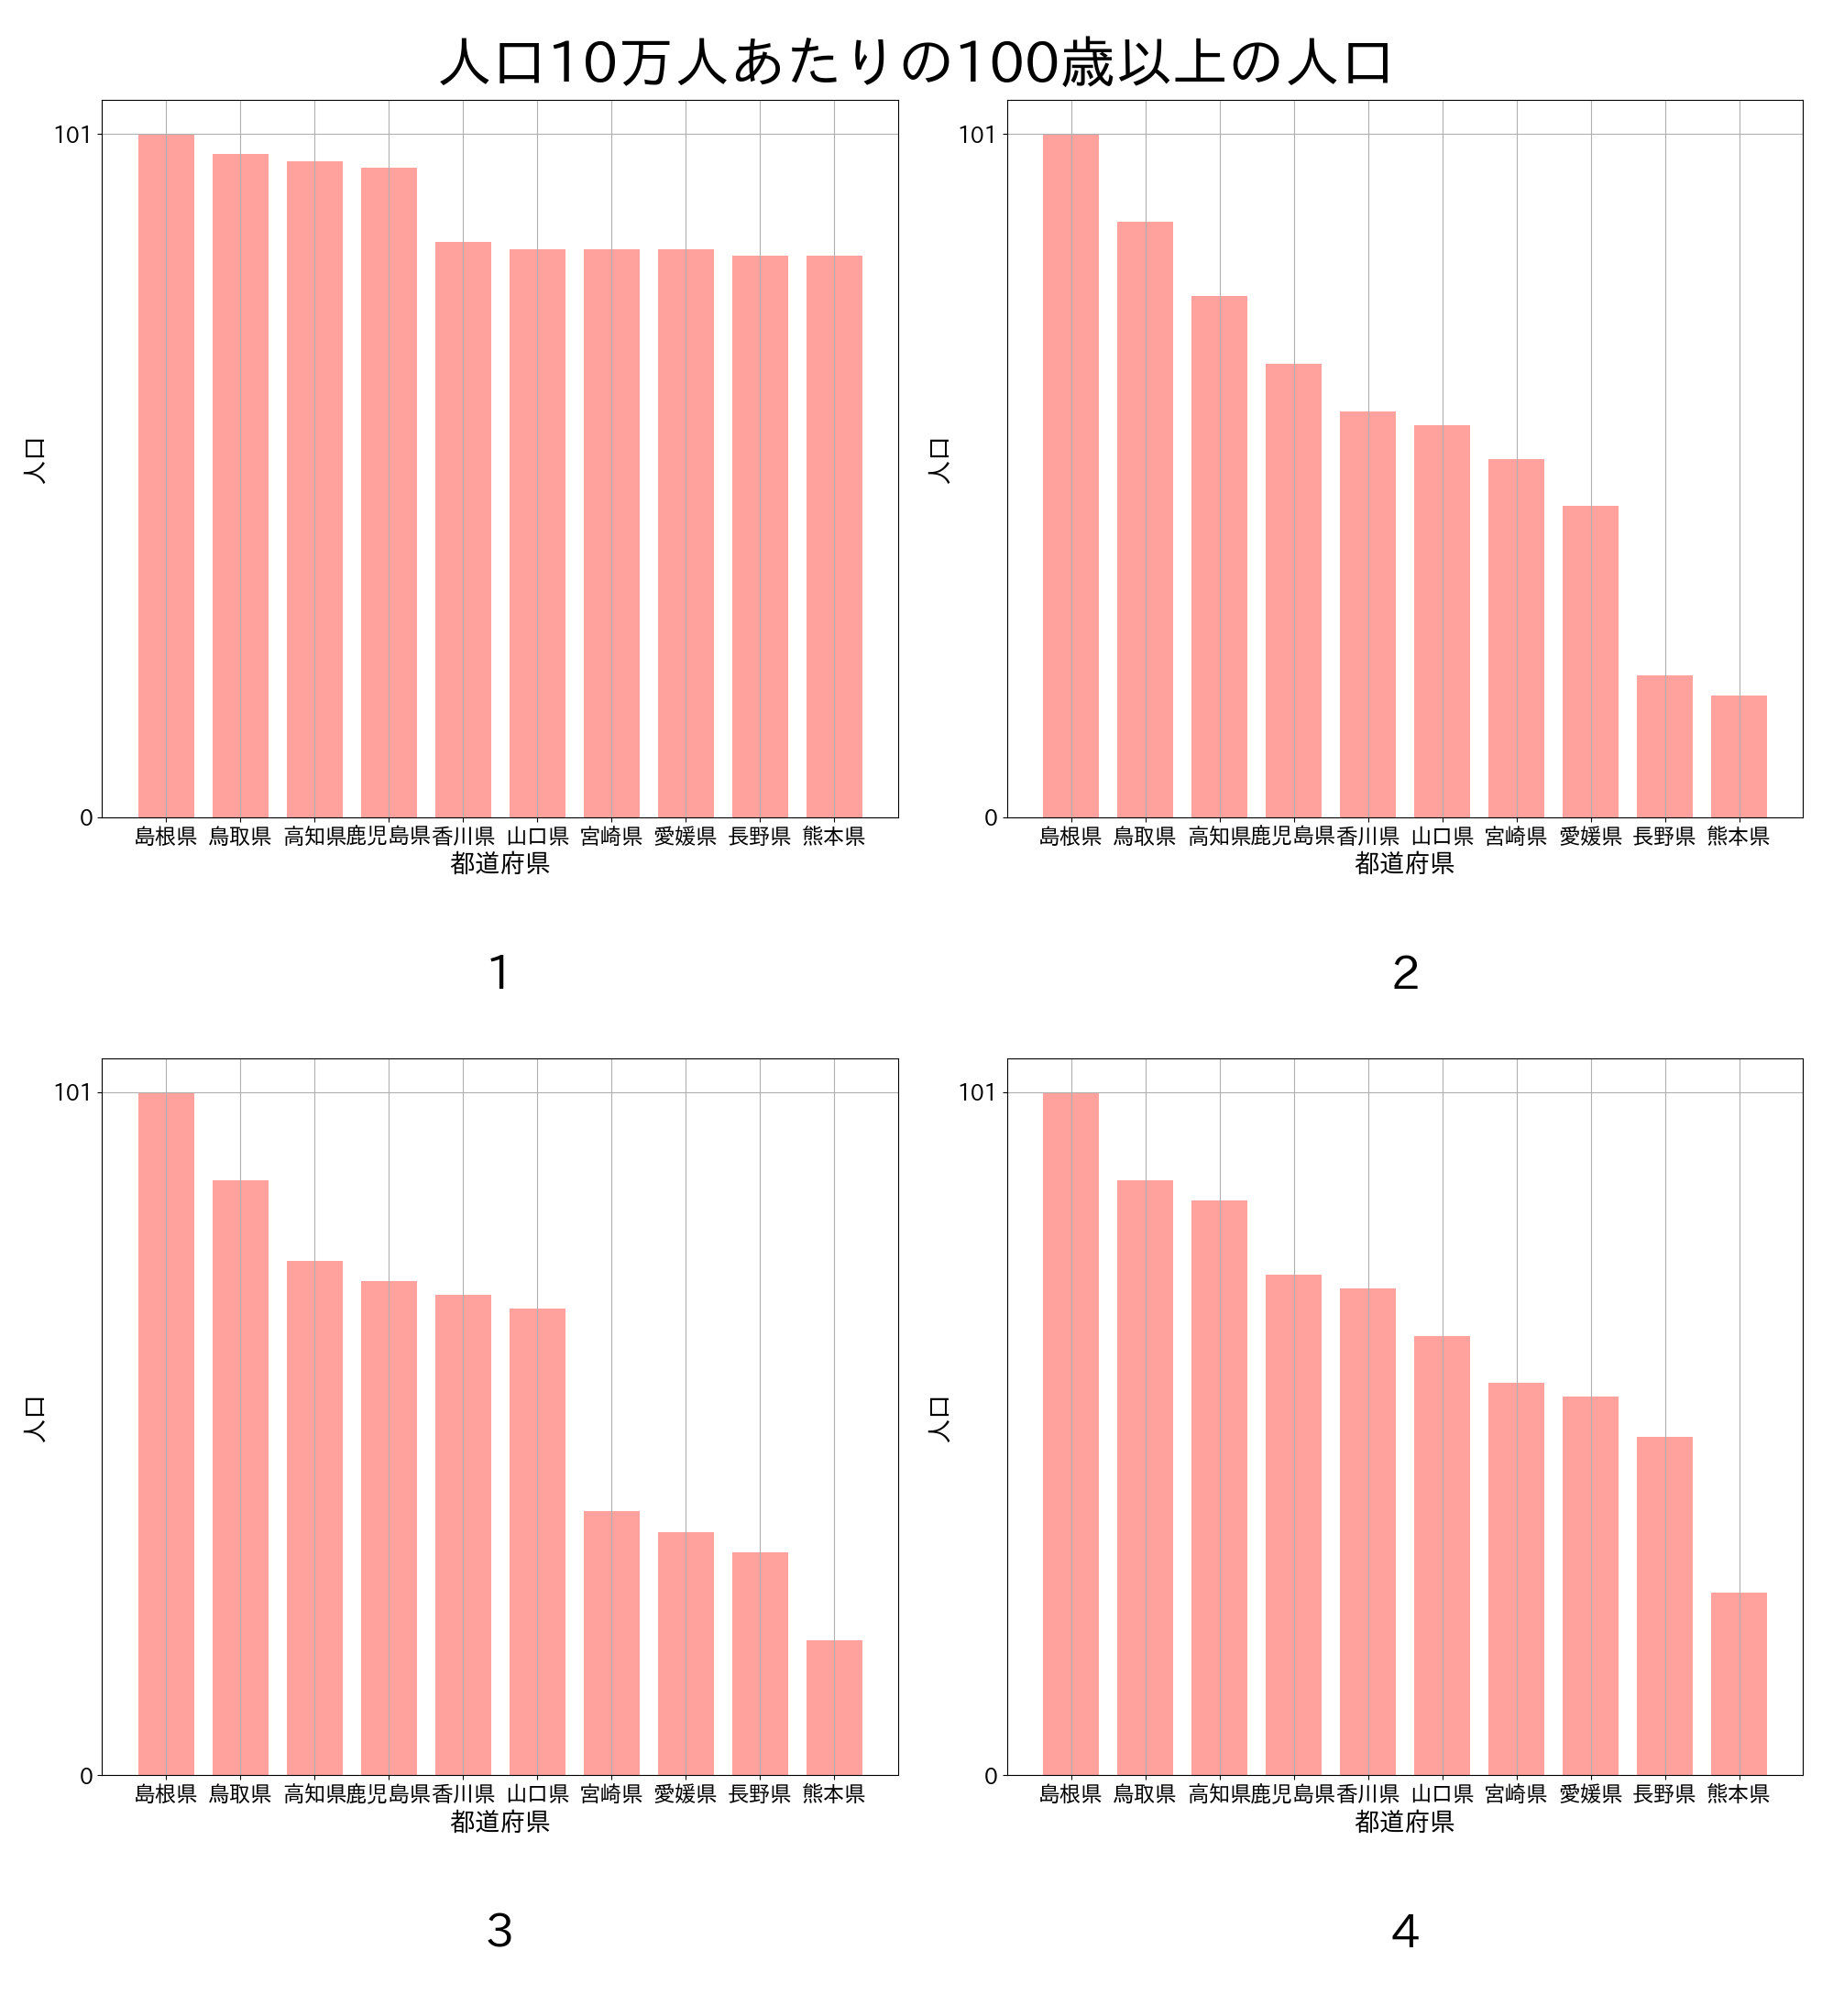 人口10万人あたりの100歳以上の人口
101
0
人口
島根県 鳥取県 高知県 鹿児島県 香川県 山口県 宮崎県 愛媛県 長野県 熊本県
都道府県
1
101
0
人口
島根県 鳥取県 高知県 鹿児島県 香川県 山口県 宮崎県 愛媛県 長野県 熊本県
都道府県
2
101
0
人口
島根県 鳥取県 高知県 鹿児島県 香川県 山口県 宮崎県 愛媛県 長野県 熊本県
都道府県
3
101
0
人口
島根県 鳥取県 高知県 鹿児島県 香川県 山口県 宮崎県 愛媛県 長野県 熊本県
都道府県
4